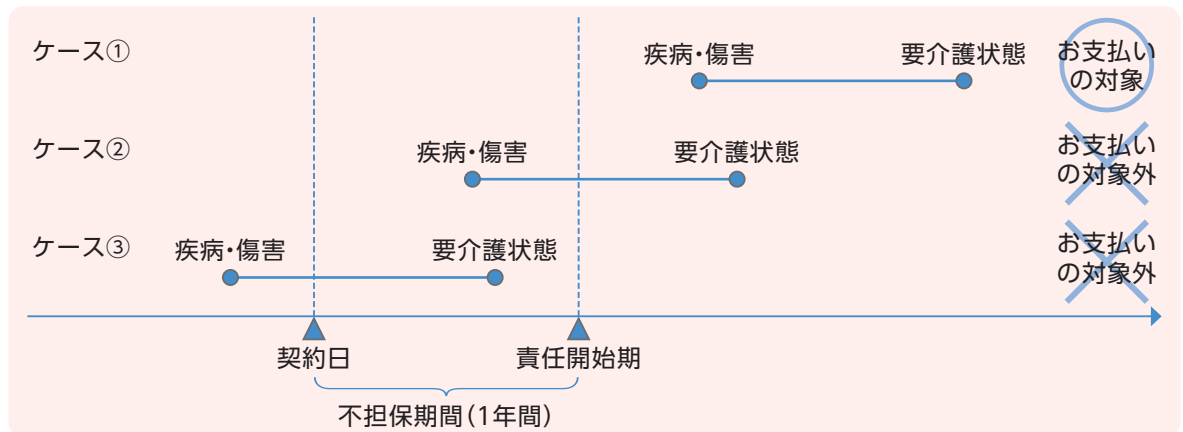 ケース①
疾病・傷害
要介護状態
お支払い
の対象
ケース②
疾病・傷害
要介護状態
お支払い
の対象外
ケース③
疾病・傷害
要介護状態
お支払い
の対象外
契約日
責任開始期
不担保期間(1年間)